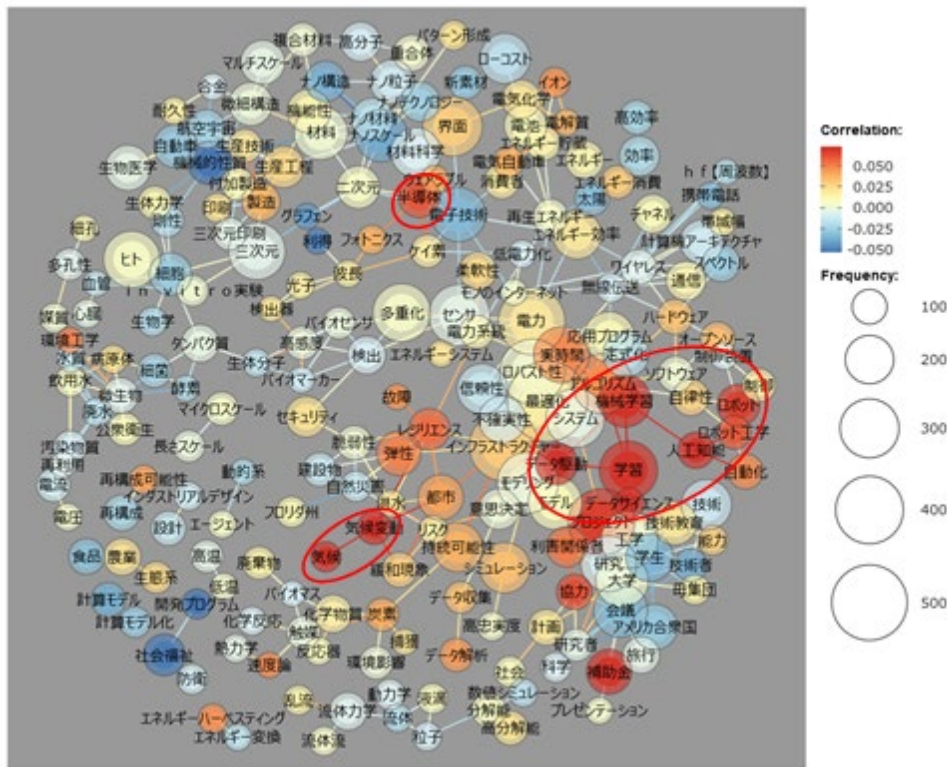 複合材料
高分子
パターン形成
マルチスケール
重合体
ローコスト
合金
ナノ構造
ナノ粒子
新素材
イオン
耐久性
微細構造
機能性
ナノテクノロジー
電気化学
航空宇宙
材料
ナノ材料
界面
電池
電解質
高効率
自動車
生産技術
ナノスケール
エネルギー貯蔵
機械的性質
生産工程
材料科学
電気自動車
エネルギー
効率
生物医学
付加製造
二次元
ウェアラブル
消費者
エネルギー消費
hf【周波数】
生体力学
印刷
製造
半導体
太陽
携帯電話
剛性
三次元印刷
グラフェン
電子技術
再生エネルギー
チャネル
帯域幅
細孔
利得
フォトニクス
エネルギー効率
計算機アーキテクチャ
多孔性
ヒト
三次元
ケイ素
低電力化
ワイヤレス
スペクトル
血管
細胞
波長
柔軟性
通信
in vitro実験
光子
モノのインターネット
無線伝送
媒質
心臓
検出器
多重化
センサ
電力
ハードウェア
環境工学
生物学
バイオセンサ
電力系統
応用プログラム
オープンソース
水質
病原体
タンパク質
高感度
検出
エネルギーシステム
実時間
定式化
制御装置
飲用水
細菌
生体分子
バイオマーカー
ロバスト性
ソフトウェア
微生物
酵素
信頼性
アルゴリズム
制御
廃水
マイクロスケール
故障
最適化
機械学習
自律性
ロボット
公衆衛生
セキュリティ
不確実性
システム
汚染物質
長さスケール
脆弱性
レジリエンス
インフラストラクチャ
ロボット工学
再利用
弾性
人工知能
電流
再構成可能性
動的系
建設物
データ駆動
学習
自動化
インダストリアルデザイン
自然災害
モデリング
電圧
再構成
フロリダ州
洪水
都市
モデル
データサイエンス
技術
設計
エージェント
意思決定
気候変動
リスク
プロジェクト
技術教育
食品
農業
高温
気候
持続可能性
利害関係者
工学
能力
生態系
低温
廃棄物
緩和現象
シミュレーション
研究
学生
技術者
計算モデル
開発プログラム
バイオマス
大学
母集団
計算モデル化
化学反応
化学物質
炭素
データ収集
協力
会議
触媒
捕獲
高忠実度
計画
アメリカ合衆国
社会福祉
熱力学
反応器
研究者
防衛
速度論
環境影響
データ解析
科学
旅行
社会
補助金
乱流
動力学
液滴
数値シミュレーション
エネルギーハーベスティング
流体力学
流体
分解能
プレゼンテーション
エネルギー変換
流体流
粒子
高分解能
Correlation:
0.050
0.025
0.000
-0.025
-0.050
Frequency:
100
200
300
400
500